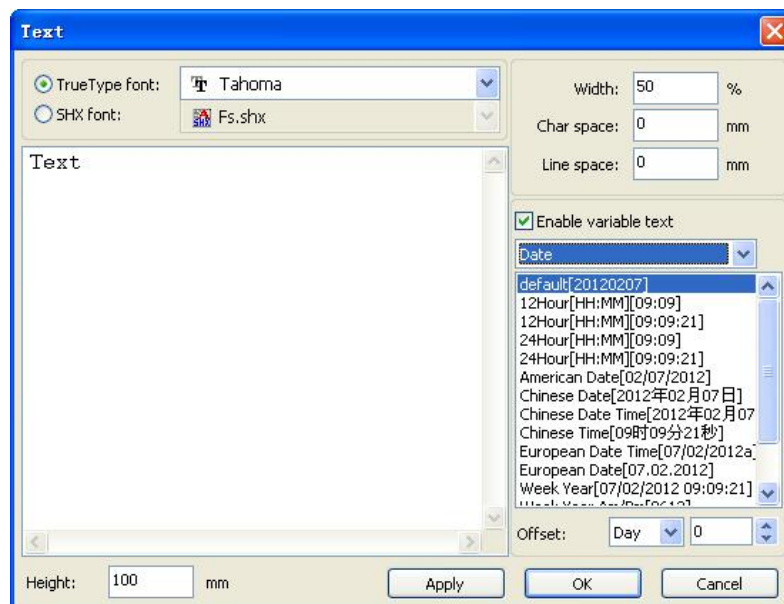 Text
TrueType font: Tahoma
SHX font: Fs.shx
Text
Width: 50 %
Char space: 0 mm
Line space: 0 mm
Enable variable text
Date
default[20120207]
12Hour[HH:MM][09:09]
12Hour[HH:MM][09:09:21]
24Hour[HH:MM][09:09]
24Hour[HH:MM][09:09:21]
American Date[02/07/2012]
Chinese Date[2012年02月07日]
Chinese Date Time[2012年02月07
Chinese Time[09时09分21秒]
European Date Time[07/02/2012a]
European Date[07.02.2012]
Week Year[07/02/2012 09:09:21]
Offset: Day 0
Height: 100 mm
Apply OK Cancel